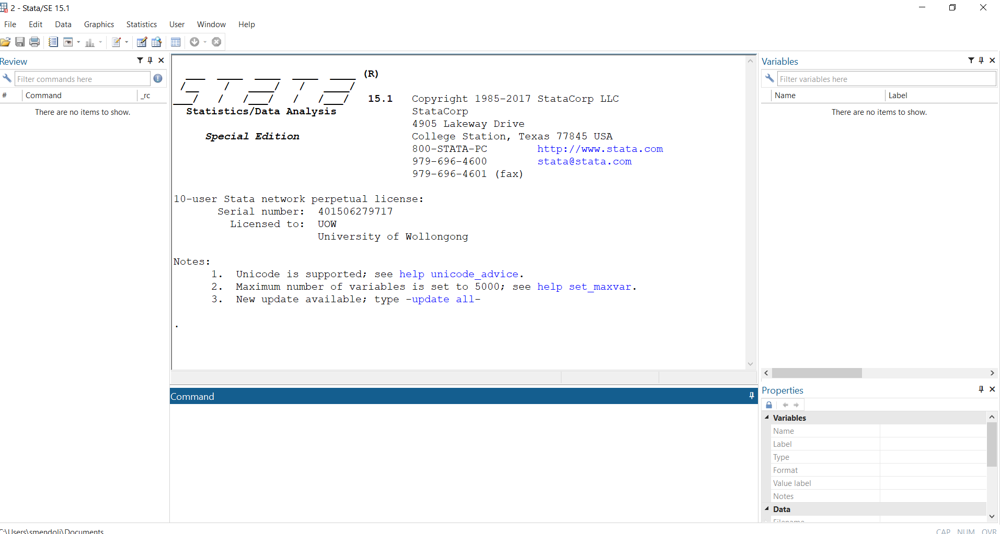 2 - Stata/SE 15.1
File Edit Data Graphics Statistics User Window Help
Review
Filter commands here
# Command _rc
There are no items to show.
(R)
stata
15.1 Copyright 1985-2017 StataCorp LLC
Statistics/Data Analysis StataCorp
4905 Lakeway Drive
Special Edition College Station, Texas 77845 USA
800-STATA-PC http://www.stata.com
979-696-4600 stata@stata.com
979-696-4601 (fax)
10-user Stata network perpetual license:
Serial number: 401506279717
Licensed to: UOW
University of Wollongong
Notes:
1. Unicode is supported; see help unicode_advice.
2. Maximum number of variables is set to 5000; see help set_maxvar.
3. New update available; type -update all-
.
Command
Variables
Filter variables here
Name Label
There are no items to show.
Properties
Variables
Name
Label
Type
Format
Value label
Notes
Data
Filename
C:\Users\smendoli\Documents
CAP NUM OVR